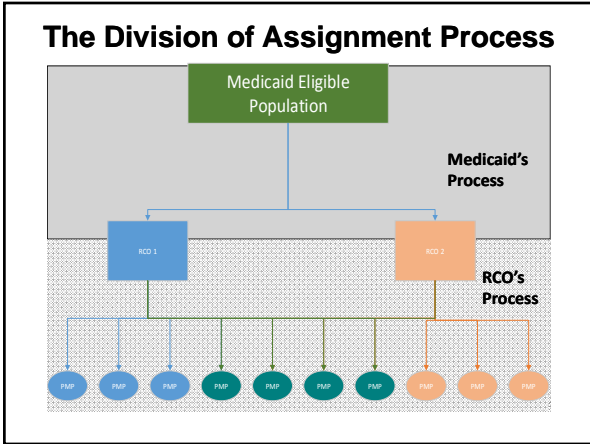 The Division of Assignment Process
Medicaid Eligible
Population
Medicaid's
Process
RCO 1
RCO 2
RCO's
Process
PMP
PMP
PMP
PMP
PMP
PMP
PMP
PMP
PMP
PMP